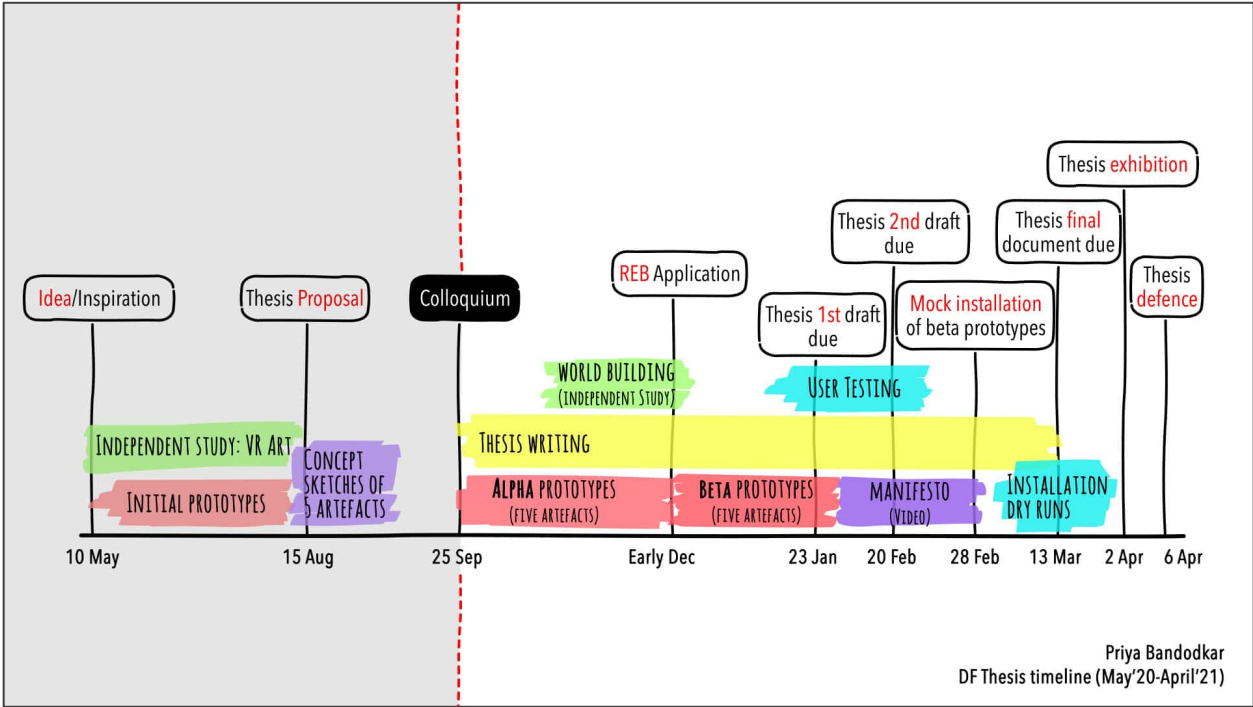 Thesis exhibition
Thesis 2nd draft
due
Thesis final
document due
Idea/Inspiration
Thesis Proposal
Colloquium
REB Application
Thesis 1st draft
due
Mock installation
of beta prototypes
Thesis
defence
WORLD BUILDING
(INDEPENDENT STUDY)
USER TESTING
INDEPENDENT STUDY: VR ART
THESIS WRITING
CONCEPT
SKETCHES OF
5 ARTEFACTS
INITIAL PROTOTYPES
ALPHA PROTOTYPES
(FIVE ARTEFACTS)
BETA PROTOTYPES
(FIVE ARTEFACTS)
MANIFESTO
(VIDEO)
INSTALLATION
DRY RUNS
10 May
15 Aug
25 Sep
Early Dec
23 Jan
20 Feb
28 Feb
13 Mar
2 Apr
6 Apr
Priya Bandodkar
DF Thesis timeline (May'20-April'21)